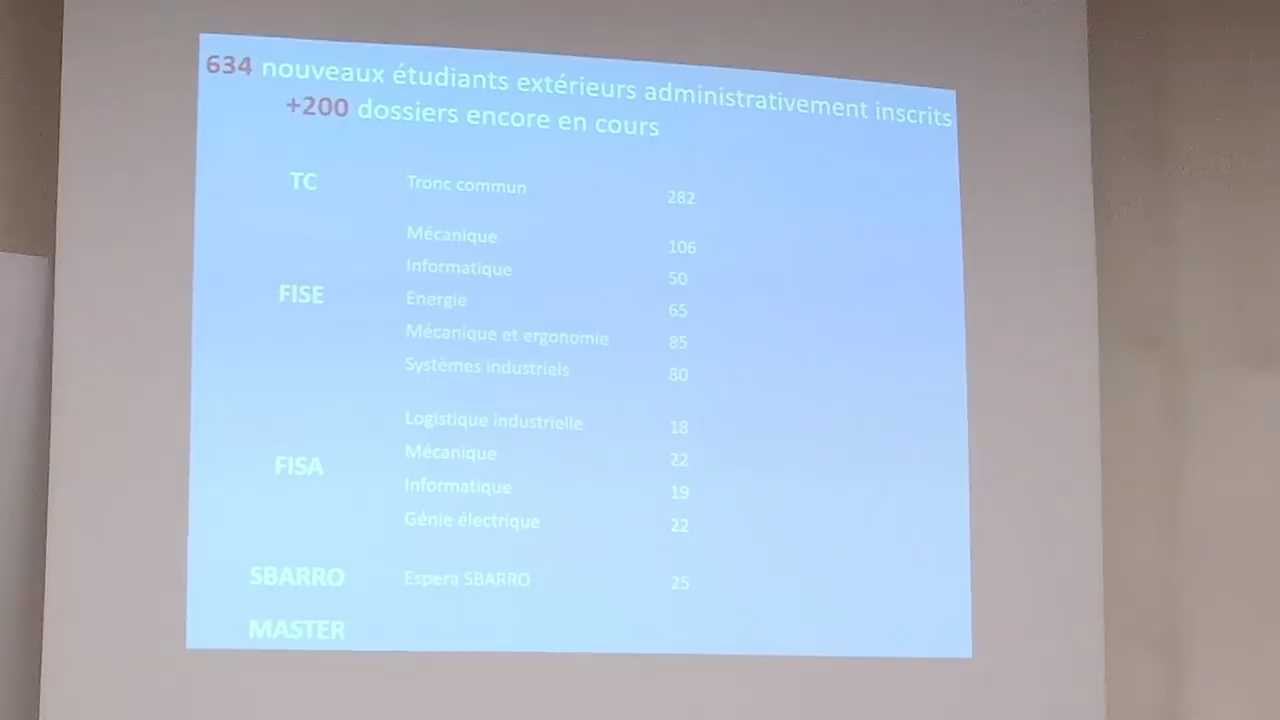 634 nouveaux étudiants extérieurs administrativement inscrits
+200 dossiers encore en cours
TC Tronc commun 282
Mécanique 106
Informatique 50
FISE
Energie 65
Mécanique et ergonomie 85
Systèmes industriels 80
Logistique industrielle 18
Mécanique 22
FISA
Informatique 19
Génie électrique 22
SBARRO Espera SBARRO 25
MASTER